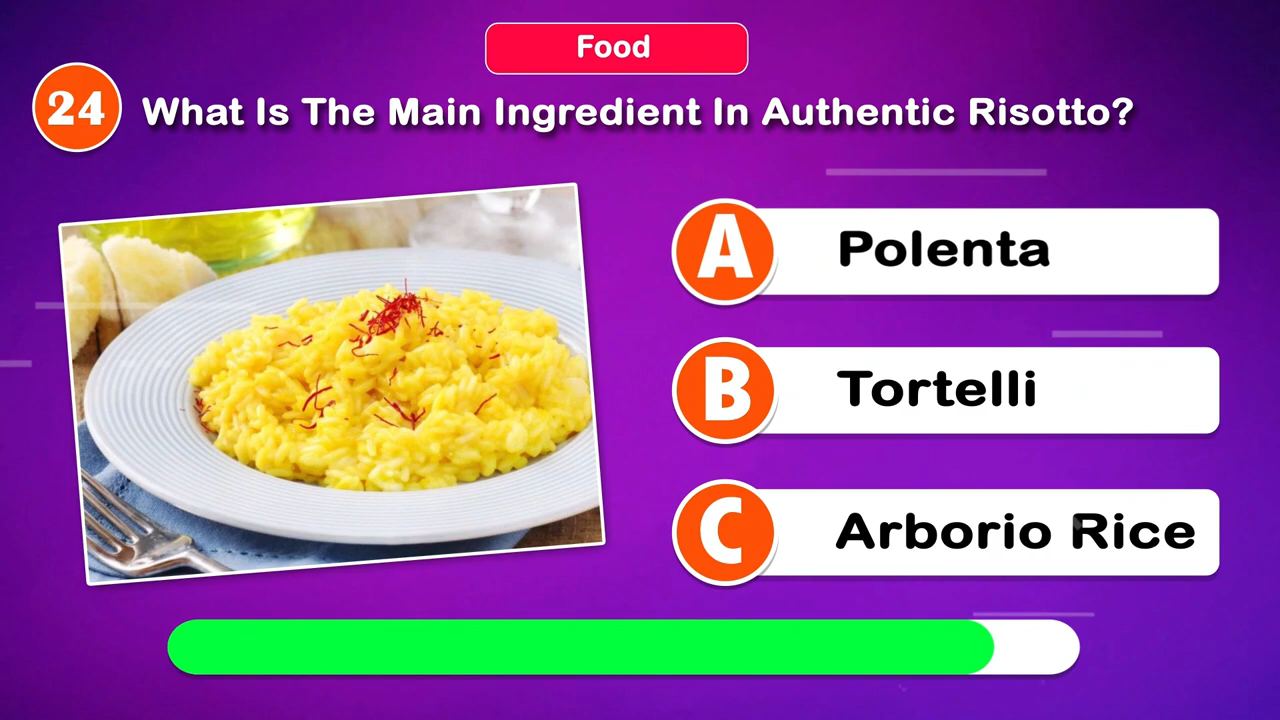 Food
24
What Is The Main Ingredient In Authentic Risotto?
A
Polenta
B
Tortelli
C
Arborio Rice